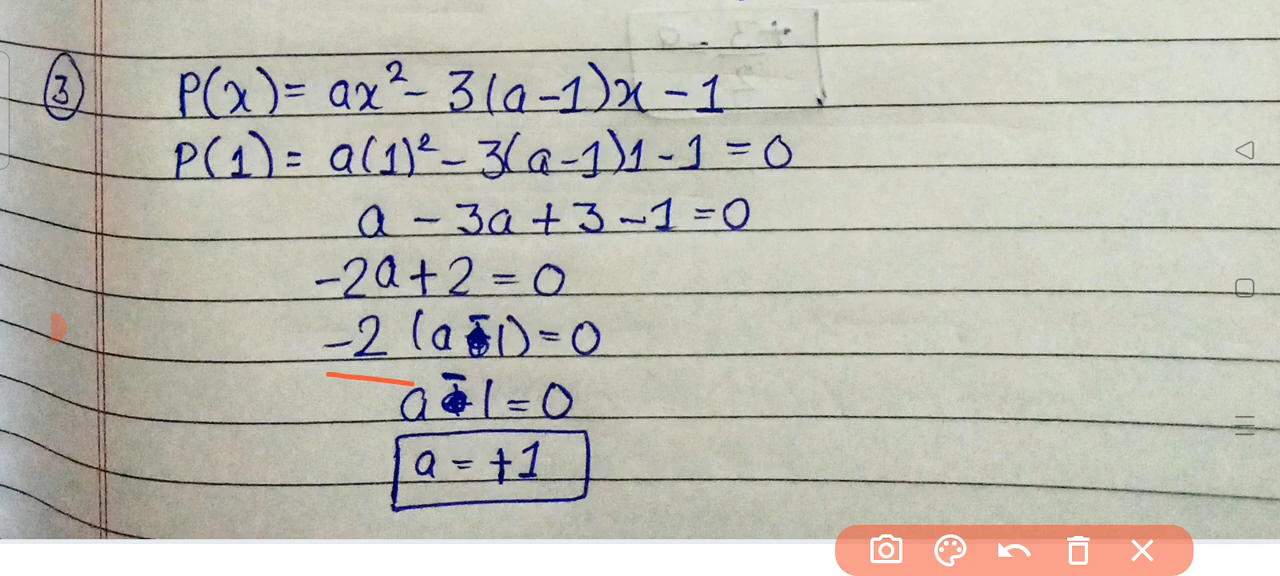 3 P(x) = ax² - 3(a-1)x - 1
P(1) = a(1)² - 3(a-1)1 - 1 = 0
a - 3a + 3 - 1 = 0
-2a + 2 = 0
-2 (a - 1) = 0
a - 1 = 0
a = +1